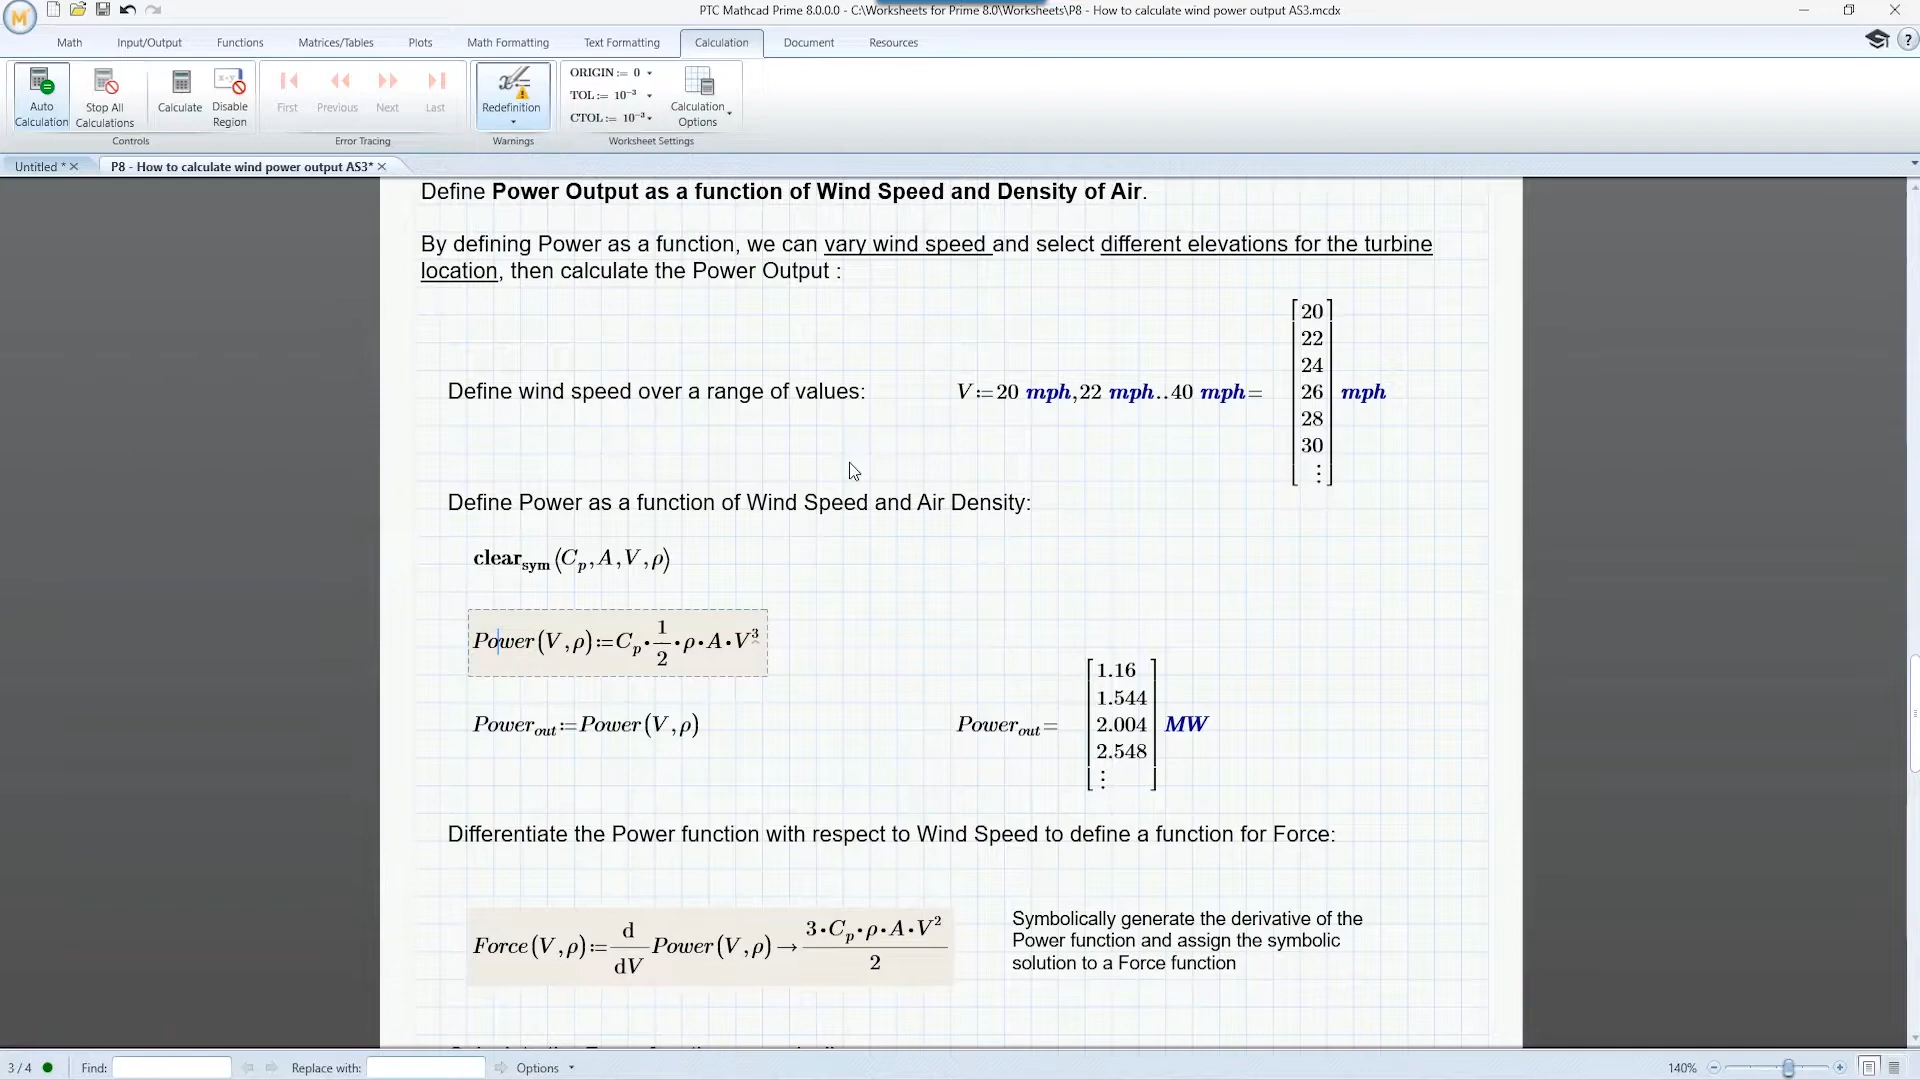 PTC Mathcad Prime 8.0.0.0 - C:\Worksheets for Prime 8.0\Worksheets\P8 - How to calculate wind power output AS3.mcdx
Math Input/Output Functions Matrices/Tables Plots Math Formatting Text Formatting Calculation Document Resources
Auto Calculation
Stop All Calculations
Calculate
Disable Region
Controls
First Previous Next Last
Error Tracing
Redefinition
Warnings
ORIGIN:= 0
TOL:= 10⁻³
CTOL:= 10⁻³
Calculation Options
Worksheet Settings
Untitled *
P8 - How to calculate wind power output AS3*
Define Power Output as a function of Wind Speed and Density of Air.
By defining Power as a function, we can vary wind speed and select different elevations for the turbine
location, then calculate the Power Output :
Define wind speed over a range of values:
V:=20 mph,22 mph..40 mph=
20
22
24
26
28
30
⋮
mph
Define Power as a function of Wind Speed and Air Density:
clear_sym(C_p,A,V,ρ)
Power(V,ρ):=C_p·1/2·ρ·A·V³
Power_out:=Power(V,ρ)
Power_out=
1.16
1.544
2.004
2.548
⋮
MW
Differentiate the Power function with respect to Wind Speed to define a function for Force:
Force(V,ρ):=d/dV Power(V,ρ)→3·C_p·ρ·A·V²/2
Symbolically generate the derivative of the
Power function and assign the symbolic
solution to a Force function
3 / 4 Find: Replace with: Options 140%